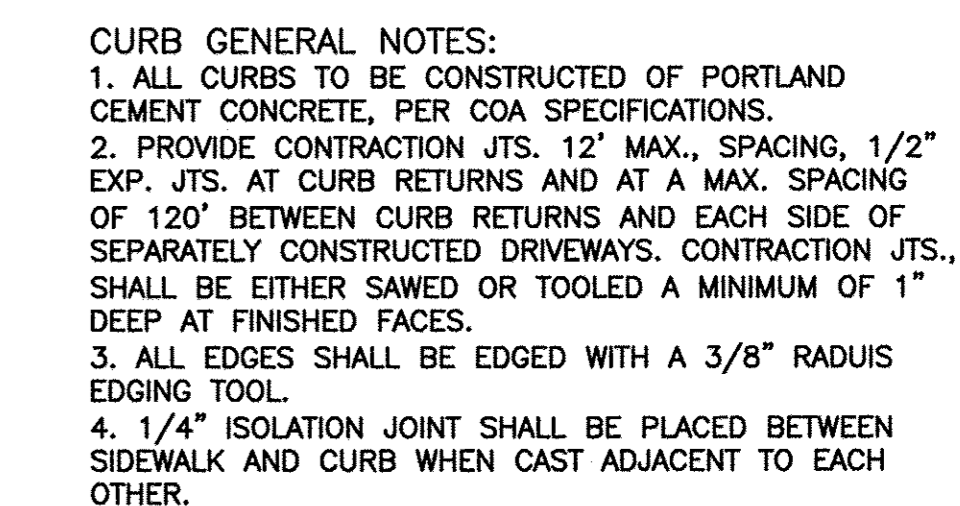 CURB GENERAL NOTES:
1. ALL CURBS TO BE CONSTRUCTED OF PORTLAND
CEMENT CONCRETE, PER COA SPECIFICATIONS.
2. PROVIDE CONTRACTION JTS. 12' MAX., SPACING, 1/2"
EXP. JTS. AT CURB RETURNS AND AT A MAX. SPACING
OF 120' BETWEEN CURB RETURNS AND EACH SIDE OF
SEPARATELY CONSTRUCTED DRIVEWAYS. CONTRACTION JTS.,
SHALL BE EITHER SAWED OR TOOLED A MINIMUM OF 1"
DEEP AT FINISHED FACES.
3. ALL EDGES SHALL BE EDGED WITH A 3/8" RADUIS
EDGING TOOL.
4. 1/4" ISOLATION JOINT SHALL BE PLACED BETWEEN
SIDEWALK AND CURB WHEN CAST ADJACENT TO EACH
OTHER.